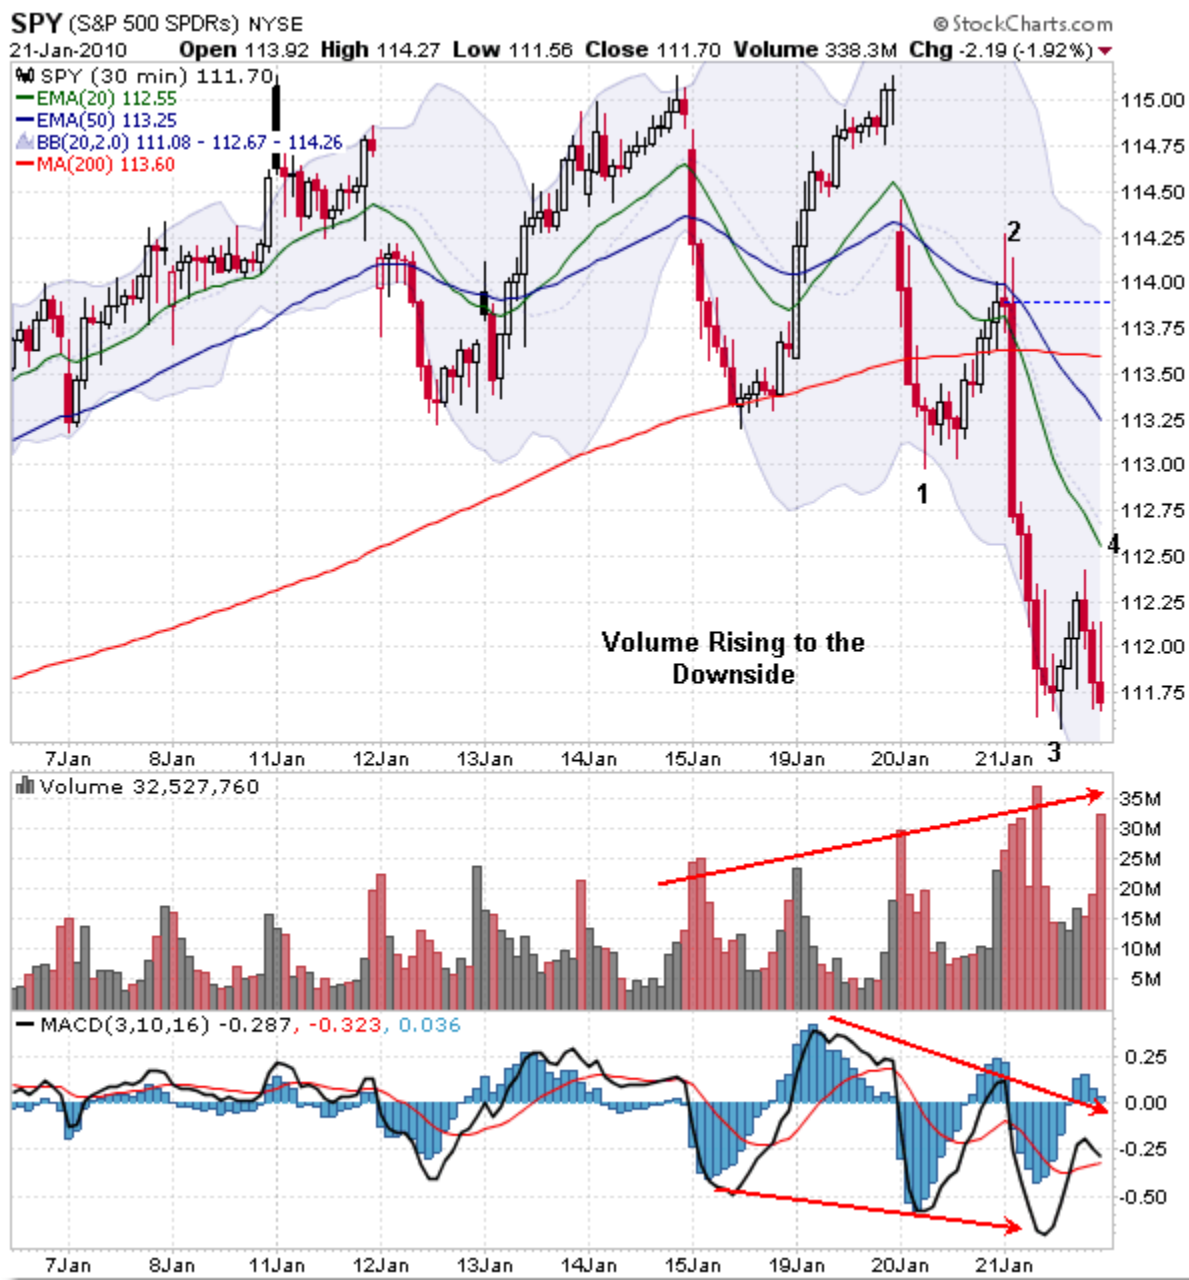 SPY (S&P 500 SPDRs) NYSE © StockCharts.com
21-Jan-2010 Open 113.92 High 114.27 Low 111.56 Close 111.70 Volume 338.3M Chg -2.19 (-1.92%)
SPY (30 min) 111.70
EMA(20) 112.55
EMA(50) 113.25
BB(20,2.0) 111.08 - 112.67 - 114.26
MA(200) 113.60
115.00
114.75
114.50
114.25
114.00
113.75
113.50
113.25
113.00
112.75
112.50
112.25
112.00
111.75
2
1
4
3
Volume Rising to the
Downside
7Jan 8Jan 11Jan 12Jan 13Jan 14Jan 15Jan 19Jan 20Jan 21Jan
Volume 32,527,760
35M
30M
25M
20M
15M
10M
5M
MACD(3,10,16) -0.287, -0.323, 0.036
0.25
0.00
-0.25
-0.50
7Jan 8Jan 11Jan 12Jan 13Jan 14Jan 15Jan 19Jan 20Jan 21Jan